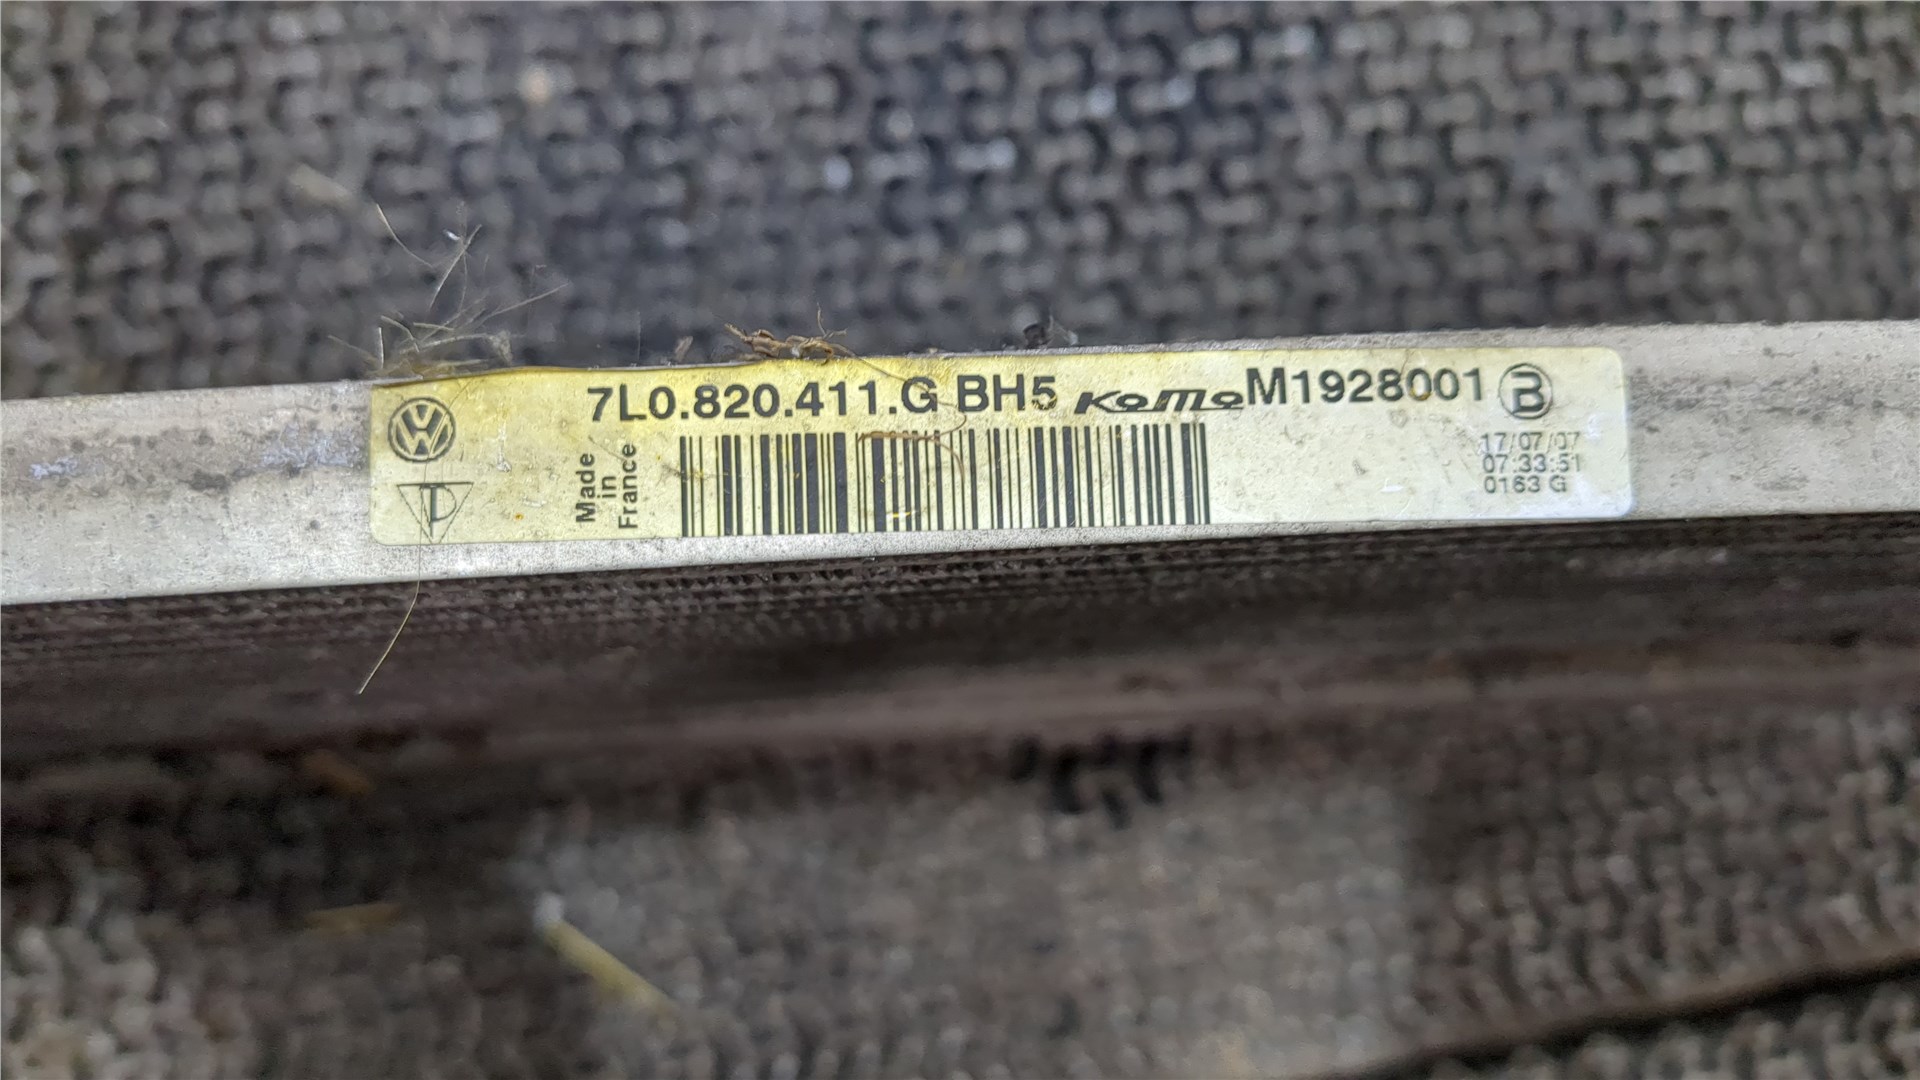 7L0.820.411.G BH5 KoMo M1928001 B
Made
in
France
17/07/07
07:33:51
0163 G